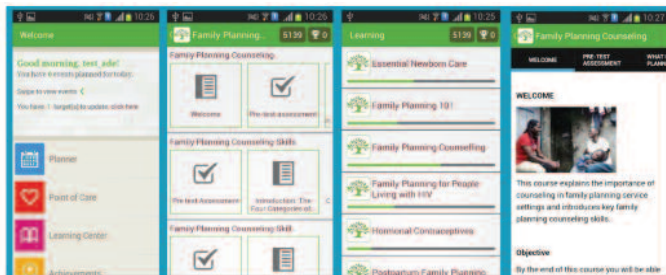 10:25
Welcome
Good morning, test_ade!
You have 0 events planned for today.
Swipe to view events <
You have 1 target(s) to update, click here
Planner
Point of Care
Learning Center
Achievements
10:26
Family Planning... 5139 0
Family Planning Counseling
Welcome
Pre-test assessment
Family Planning Counseling Skills
Pre-test Assessment
Introduction: The
Four Categories of...
Family Planning Counseling Skill
10:25
Learning 5139 0
Essential Newborn Care
Family Planning 101
Family Planning Counselling
Family Planning for People
Living with HIV
Hormonal Contraceptives
Postpartum Family Planning
10:27
Family Planning Counseling
WELCOME
PRE-TEST
ASSESSMENT
WHAT
PLANN
WELCOME
This course explains the importance of
counseling in family planning service
settings and introduces key family
planning counseling skills.
Objective
By the end of this course you will be able